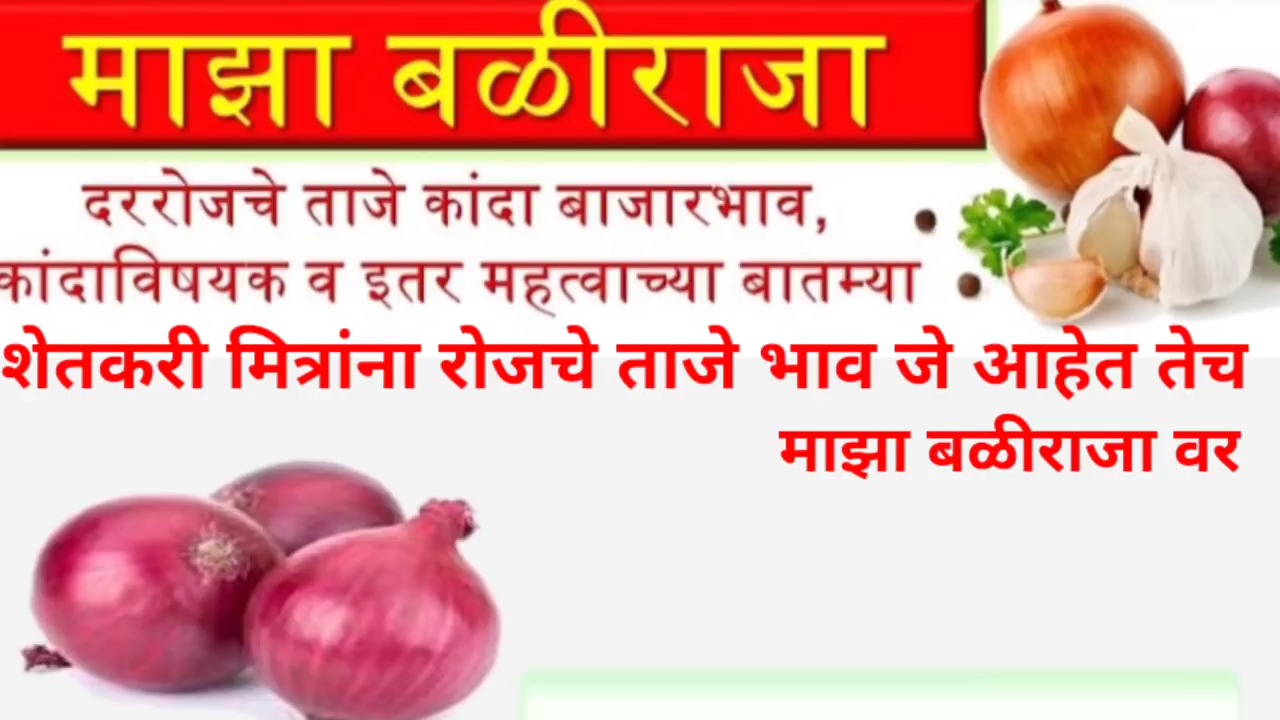 माझा बळीराजा
दररोजचे ताजे कांदा बाजारभाव,
कांदाविषयक व इतर महत्वाच्या बातम्या
शेतकरी मित्रांना रोजचे ताजे भाव जे आहेत तेच
माझा बळीराजा वर